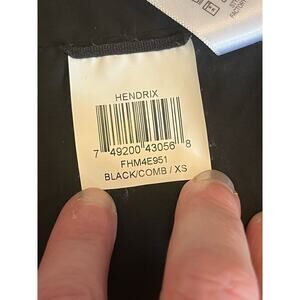 HENDRIX
7 49200 43056 8
FHM4E951
BLACK/COMB / XS